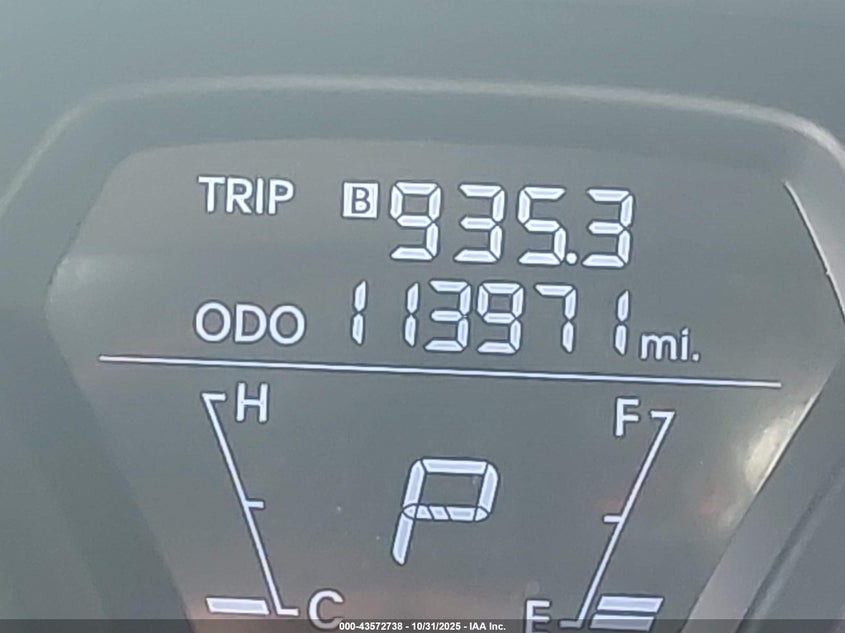 TRIP B 935.3
ODO 113971 mi.
H F
P
C E
000-43572738 - 10/31/2025 - IAA Inc.